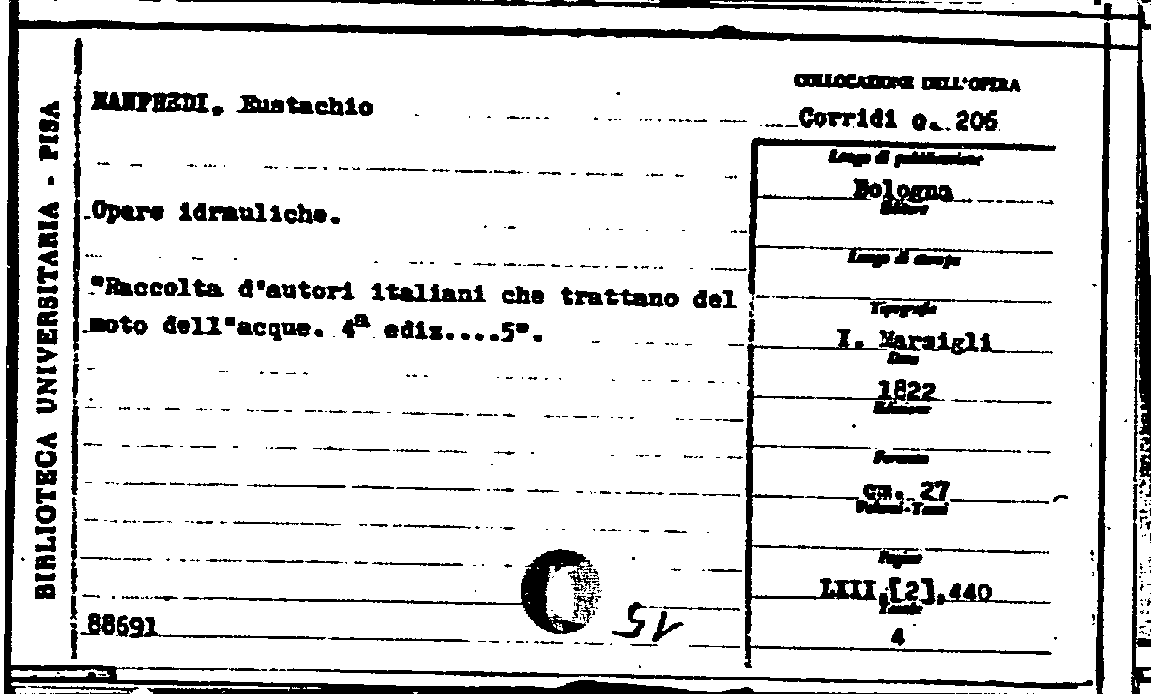 BIBLIOTECA UNIVERSITARIA - PISA
MANFREDI, Eustachio
Opere idrauliche.
"Raccolta d'autori italiani che trattano del
moto dell"acque. 4a ediz....5".
88691
15
COLLOCAZIONE DELL'OPERA
Corridi c. 206
Luogo di pubblicazione
Bologna
Editore
Luogo di stampa
Tipografia
I. Marsigli
Data
1822
Edizione
Formato
cm. 27
Volumi-Tomi
Pagine
LIII,[2],440
Tavole
4